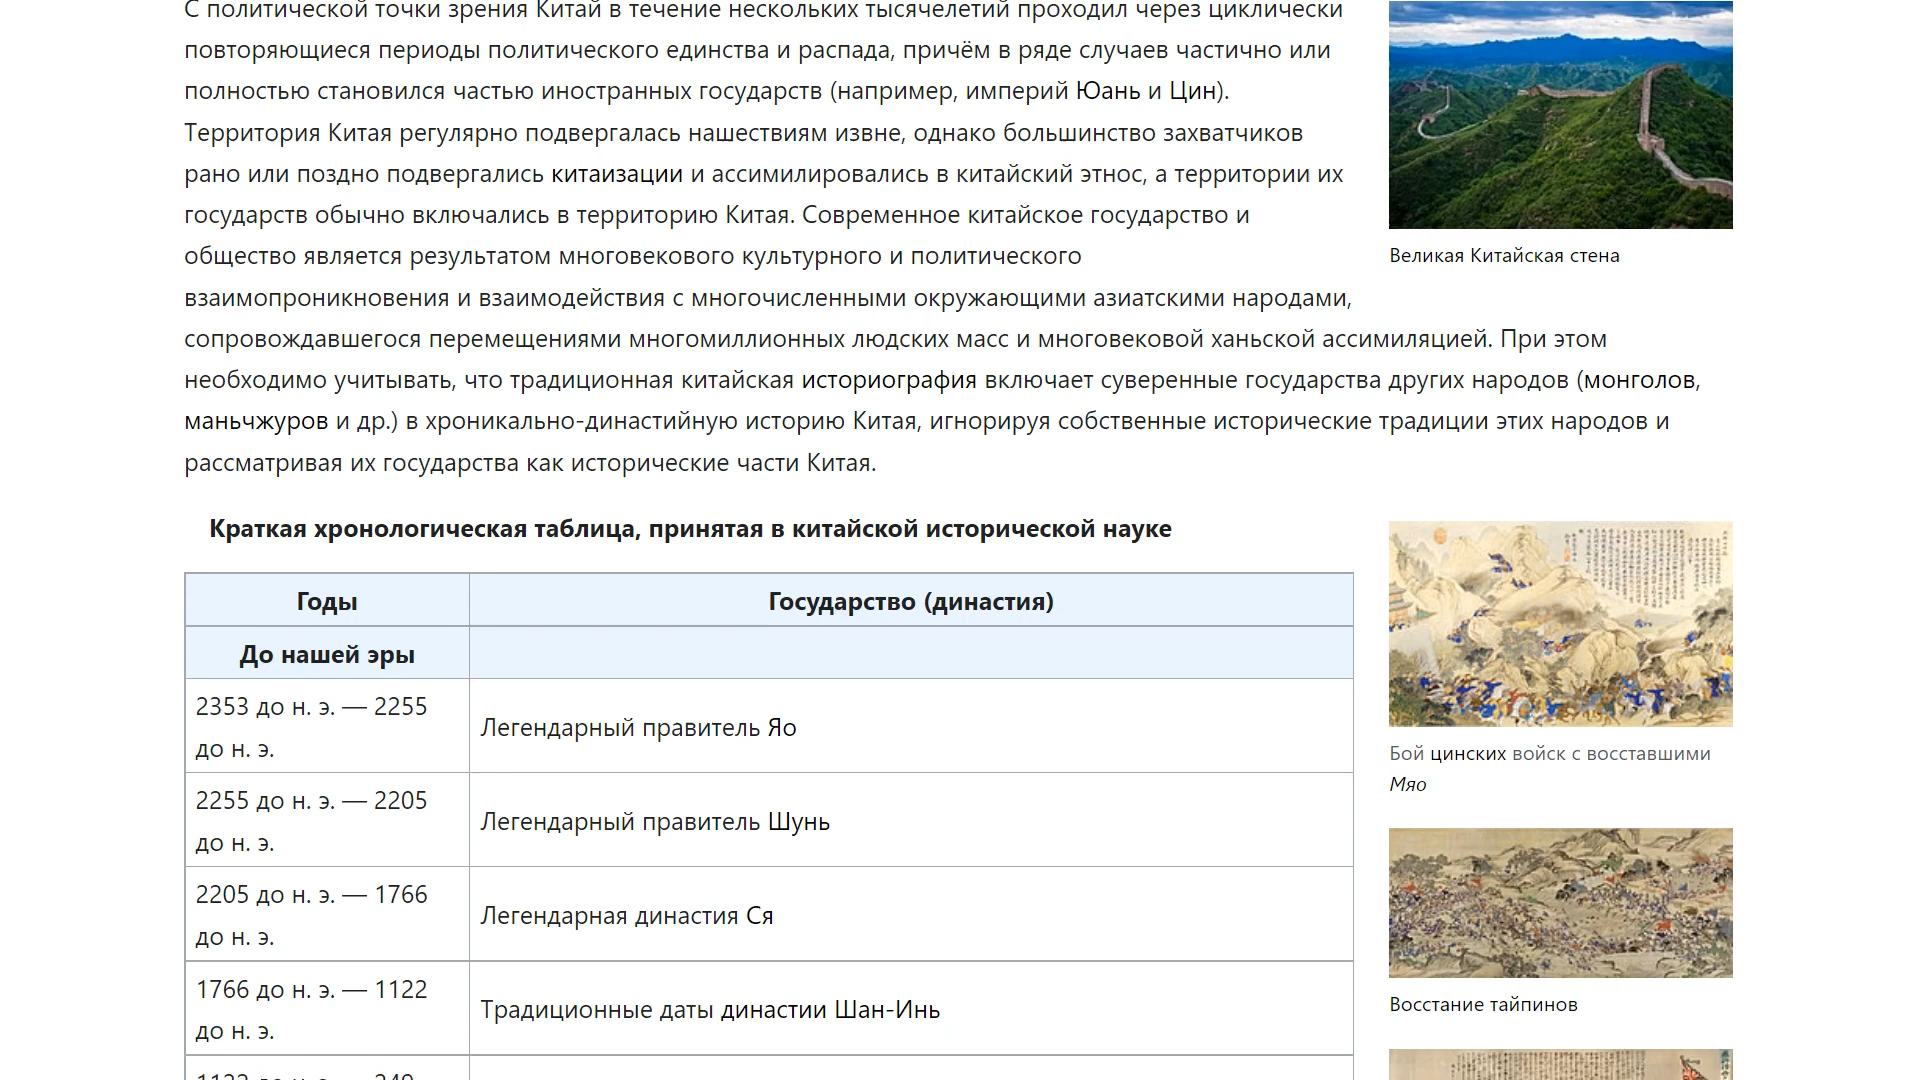 С политической точки зрения Китай в течение нескольких тысячелетий проходил через циклически
повторяющиеся периоды политического единства и распада, причём в ряде случаев частично или
полностью становился частью иностранных государств (например, империй Юань и Цин).
Территория Китая регулярно подвергалась нашествиям извне, однако большинство захватчиков
рано или поздно подвергались китаизации и ассимилировались в китайский этнос, а территории их
государств обычно включались в территорию Китая. Современное китайское государство и
общество является результатом многовекового культурного и политического
взаимопроникновения и взаимодействия с многочисленными окружающими азиатскими народами,
сопровождавшегося перемещениями многомиллионных людских масс и многовековой ханьской ассимиляцией. При этом
необходимо учитывать, что традиционная китайская историография включает суверенные государства других народов (монголов,
маньчжуров и др.) в хроникально-династийную историю Китая, игнорируя собственные исторические традиции этих народов и
рассматривая их государства как исторические части Китая.
Великая Китайская стена
Краткая хронологическая таблица, принятая в китайской исторической науке
Годы
Государство (династия)
До нашей эры
2353 до н. э. — 2255
до н. э.
Легендарный правитель Яо
2255 до н. э. — 2205
до н. э.
Легендарный правитель Шунь
2205 до н. э. — 1766
до н. э.
Легендарная династия Ся
1766 до н. э. — 1122
до н. э.
Традиционные даты династии Шан-Инь
1122 до н. э. — 249
Бой цинских войск с восставшими
Мяо
Восстание тайпинов